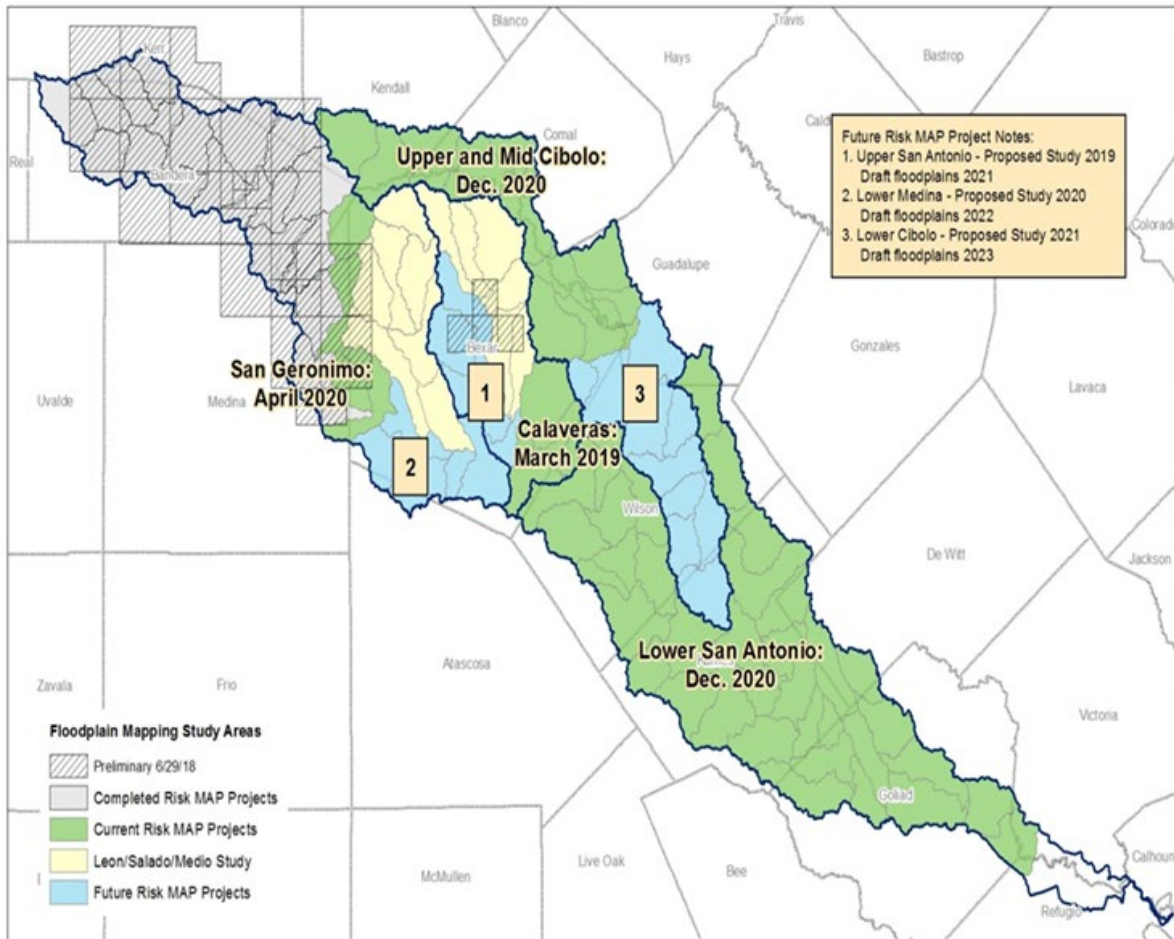 Blanco
Travis
Kerr
Hays
Bastrop
Kendall
Comal
Real
Bandera
Upper and Mid Cibolo:
Dec. 2020
Future Risk MAP Project Notes:
1. Upper San Antonio - Proposed Study 2019
Draft floodplains 2021
2. Lower Medina - Proposed Study 2020
Draft floodplains 2022
3. Lower Cibolo - Proposed Study 2021
Draft floodplains 2023
Colorado
Guadalupe
Gonzales
Bexar
Lavaca
San Geronimo:
April 2020
Uvalde
Medina
1
3
2
Calaveras:
March 2019
Wilson
De Witt
Jackson
Lower San Antonio:
Dec. 2020
Atascosa
Zavala
Frio
Victoria
Floodplain Mapping Study Areas
Preliminary 6/29/18
Completed Risk MAP Projects
Current Risk MAP Projects
Leon/Salado/Medio Study
Future Risk MAP Projects
Goliad
Live Oak
Bee
McMullen
Calhoun
Refugio